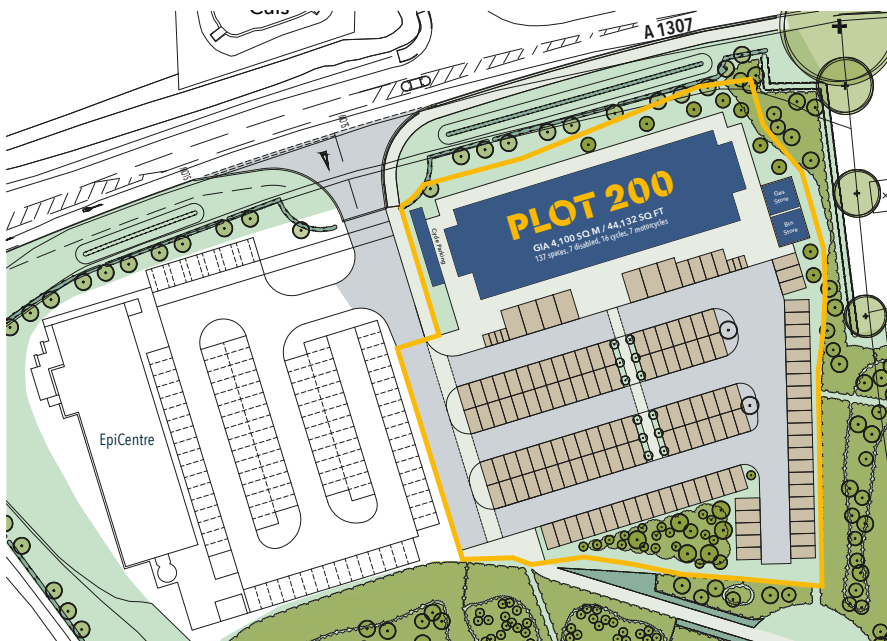 A 1307
PLOT 200
GIA 4,100 SQ M / 44,132 SQ FT
137 spaces, 7 disabled, 16 cycles, 7 motorcycles
Cycle Parking
Gas
Store
Bin
Store
EpiCentre